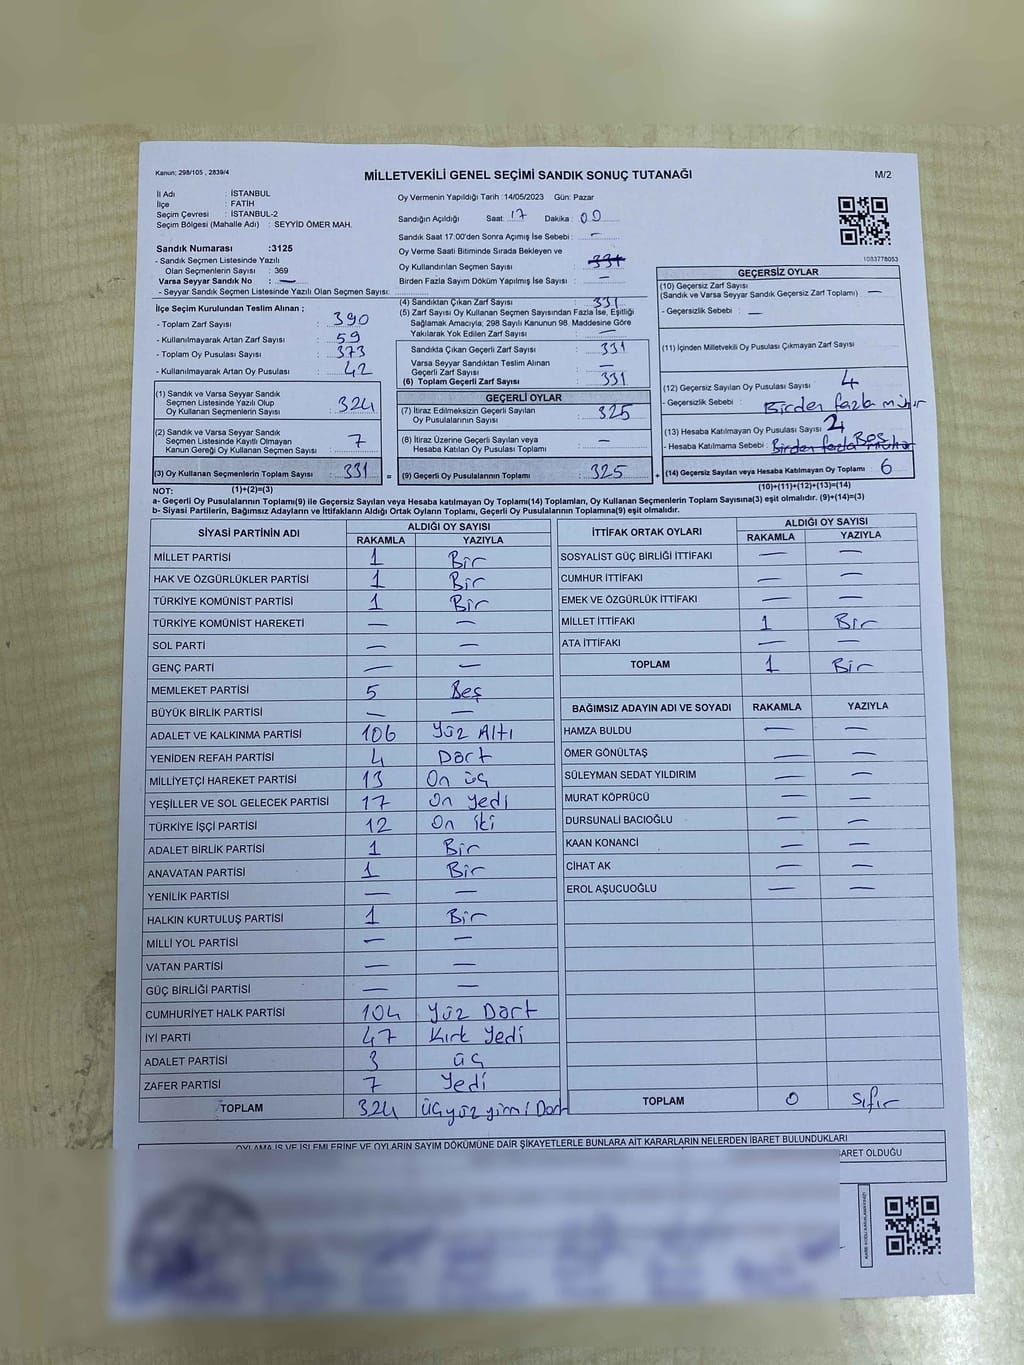 Kanun; 298/105 , 2839/4
MİLLETVEKİLİ GENEL SEÇİMİ SANDIK SONUÇ TUTANAĞI
M/2
İl Adı : İSTANBUL
İlçe : FATİH
Seçim Çevresi : İSTANBUL-2
Seçim Bölgesi (Mahalle Adı) : SEYYİD ÖMER MAH.
Sandık Numarası :3125
- Sandık Seçmen Listesinde Yazılı
Olan Seçmenlerin Sayısı : 369
Varsa Seyyar Sandık No : —
- Seyyar Sandık Seçmen Listesinde Yazılı Olan Seçmen Sayısı:
Oy Vermenin Yapıldığı Tarih :14/05/2023 Gün: Pazar
Sandığın Açıldığı Saat: 17 Dakika : 00
Sandık Saat 17:00'den Sonra Açımış İse Sebebi : —
Oy Verme Saati Bitiminde Sırada Bekleyen ve
Oy Kullandırılan Seçmen Sayısı : 331
Birden Fazla Sayım Döküm Yapılmış İse Sayısı : —
1083778053
İlçe Seçim Kurulundan Teslim Alınan ;
- Toplam Zarf Sayısı : 390
- Kullanılmayarak Artan Zarf Sayısı : 59
- Toplam Oy Pusulası Sayısı : 373
- Kullanılmayarak Artan Oy Pusulası : 42
(1) Sandık ve Varsa Seyyar Sandık
Seçmen Listesinde Yazılı Olup
Oy Kullanan Seçmenlerin Sayısı : 324
(2) Sandık ve Varsa Seyyar Sandık
Seçmen Listesinde Kayıtlı Olmayan
Kanun Gereği Oy Kullanan Seçmen Sayısı : 7
(3) Oy Kullanan Seçmenlerin Toplam Sayısı : 331 =
(1)+(2)=(3)
(4) Sandıktan Çıkan Zarf Sayısı : 331
(5) Zarf Sayısı Oy Kullanan Seçmen Sayısından Fazla İse, Eşitliği
Sağlamak Amacıyla; 298 Sayılı Kanunun 98. Maddesine Göre
Yakılarak Yok Edilen Zarf Sayısı : —
Sandıkta Çıkan Geçerli Zarf Sayısı : 331
Varsa Seyyar Sandıktan Teslim Alınan
Geçerli Zarf Sayısı : —
(6) Toplam Geçerli Zarf Sayısı : 331
GEÇERLİ OYLAR
(7) İtiraz Edilmeksizin Geçerli Sayılan
Oy Pusulalarının Sayısı : 325
(8) İtiraz Üzerine Geçerli Sayılan veya
Hesaba Katılan Oy Pusulası Toplamı : —
(9) Geçerli Oy Pusulalarının Toplamı : 325 +
GEÇERSİZ OYLAR
(10) Geçersiz Zarf Sayısı
(Sandık ve Varsa Seyyar Sandık Geçersiz Zarf Toplamı) : —
- Geçersizlik Sebebi : —
(11) İçinden Milletvekili Oy Pusulası Çıkmayan Zarf Sayısı
(12) Geçersiz Sayılan Oy Pusulası Sayısı : 4
- Geçersizlik Sebebi : Birden fazla mühür
(13) Hesaba Katılmayan Oy Pusulası Sayısı : 2
- Hesaba Katılmama Sebebi : Birden fazla Boş mühür
(14) Geçersiz Sayılan veya Hesaba Katılmayan Oy Toplamı : 6
(10)+(11)+(12)+(13)=(14)
NOT:
a- Geçerli Oy Pusulalarının Toplamı(9) ile Geçersiz Sayılan veya Hesaba katılmayan Oy Toplamı(14) Toplamları, Oy Kullanan Seçmenlerin Toplam Sayısına(3) eşit olmalıdır. (9)+(14)=(3)
b- Siyasi Partilerin, Bağımsız Adayların ve İttifakların Aldığı Ortak Oyların Toplamı, Geçerli Oy Pusulalarının Toplamına(9) eşit olmalıdır.
SİYASİ PARTİNİN ADI ALDIĞI OY SAYISI
RAKAMLA YAZIYLA
MİLLET PARTİSİ 1 Bir
HAK VE ÖZGÜRLÜKLER PARTİSİ 1 Bir
TÜRKİYE KOMÜNİST PARTİSİ 1 Bir
TÜRKİYE KOMÜNİST HAREKETİ — —
SOL PARTİ — —
GENÇ PARTİ — —
MEMLEKET PARTİSİ 5 Beş
BÜYÜK BİRLİK PARTİSİ — —
ADALET VE KALKINMA PARTİSİ 106 Yüz Altı
YENİDEN REFAH PARTİSİ 4 Dört
MİLLİYETÇİ HAREKET PARTİSİ 13 On üç
YEŞİLLER VE SOL GELECEK PARTİSİ 17 On yedi
TÜRKİYE İŞÇİ PARTİSİ 12 On iki
ADALET BİRLİK PARTİSİ 1 Bir
ANAVATAN PARTİSİ 1 Bir
YENİLİK PARTİSİ — —
HALKIN KURTULUŞ PARTİSİ 1 Bir
MİLLİ YOL PARTİSİ — —
VATAN PARTİSİ — —
GÜÇ BİRLİĞİ PARTİSİ — —
CUMHURİYET HALK PARTİSİ 104 Yüz Dört
İYİ PARTİ 47 Kırk Yedi
ADALET PARTİSİ 3 üç
ZAFER PARTİSİ 7 Yedi
TOPLAM 324 üçyüz yirmi Dört
İTTİFAK ORTAK OYLARI ALDIĞI OY SAYISI
RAKAMLA YAZIYLA
SOSYALİST GÜÇ BİRLİĞİ İTTİFAKI — —
CUMHUR İTTİFAKI — —
EMEK VE ÖZGÜRLÜK İTTİFAKI — —
MİLLET İTTİFAKI 1 Bir
ATA İTTİFAKI — —
TOPLAM 1 Bir
BAĞIMSIZ ADAYIN ADI VE SOYADI RAKAMLA YAZIYLA
HAMZA BULDU — —
ÖMER GÖNÜLTAŞ — —
SÜLEYMAN SEDAT YILDIRIM — —
MURAT KÖPRÜCÜ — —
DURSUNALİ BACIOĞLU — —
KAAN KONANCİ — —
CİHAT AK — —
EROL AŞUCUOĞLU — —
TOPLAM 0 Sıfır
OYLAMA İŞ VE İŞLEMLERİNE VE OYLARIN SAYIM DÖKÜMÜNE DAİR ŞİKAYETLERLE BUNLARA AİT KARARLARIN NELERDEN İBARET BULUNDUKLARI
BARET OLDUĞU